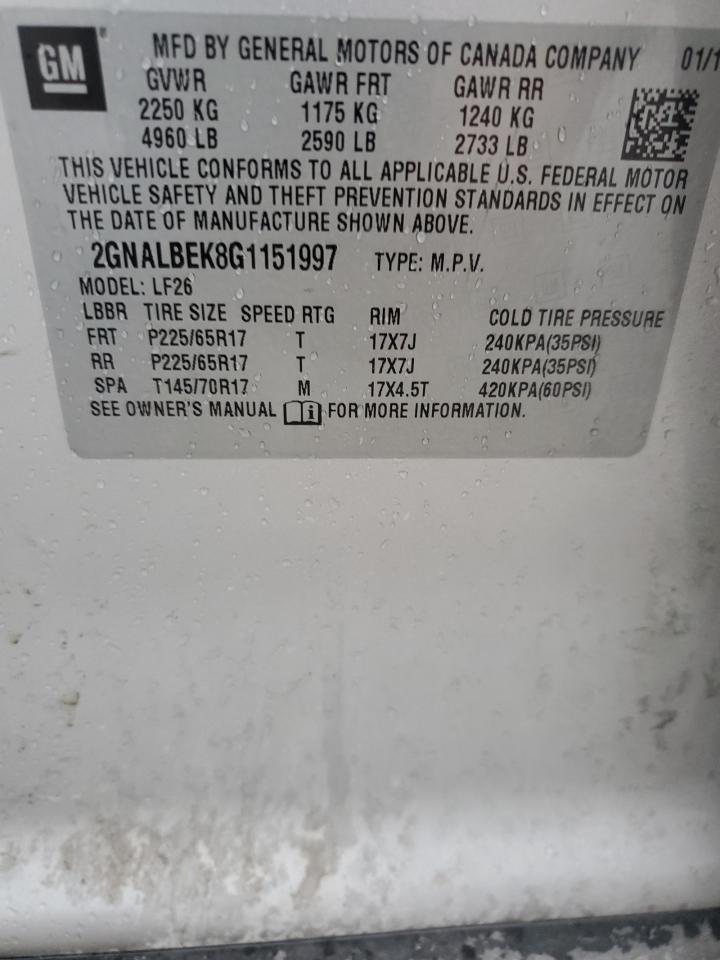 GM
MFD BY GENERAL MOTORS OF CANADA COMPANY 01/1
GVWR GAWR FRT GAWR RR
2250 KG 1175 KG 1240 KG
4960 LB 2590 LB 2733 LB
THIS VEHICLE CONFORMS TO ALL APPLICABLE U.S. FEDERAL MOTOR
VEHICLE SAFETY AND THEFT PREVENTION STANDARDS IN EFFECT ON
THE DATE OF MANUFACTURE SHOWN ABOVE.
2GNALBEK8G1151997 TYPE: M.P.V.
MODEL: LF26
LBBR TIRE SIZE SPEED RTG RIM COLD TIRE PRESSURE
FRT P225/65R17 T 17X7J 240KPA(35PSI)
RR P225/65R17 T 17X7J 240KPA(35PSI)
SPA T145/70R17 M 17X4.5T 420KPA(60PSI)
SEE OWNER'S MANUAL i FOR MORE INFORMATION.